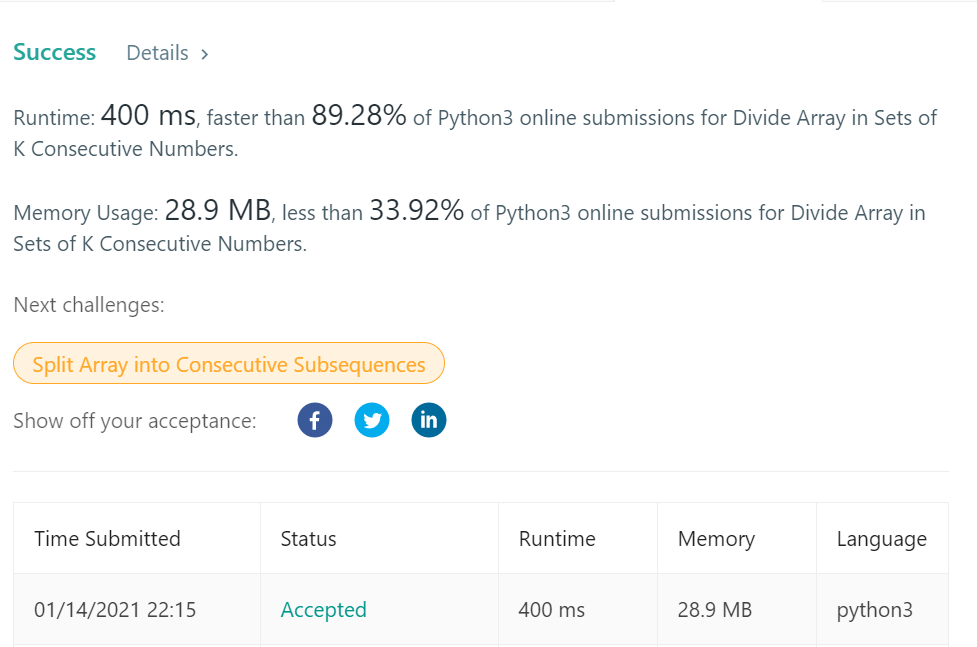 Success Details >
Runtime: 400 ms, faster than 89.28% of Python3 online submissions for Divide Array in Sets of
K Consecutive Numbers.
Memory Usage: 28.9 MB, less than 33.92% of Python3 online submissions for Divide Array in
Sets of K Consecutive Numbers.
Next challenges:
Split Array into Consecutive Subsequences
Show off your acceptance: f in
Time Submitted Status Runtime Memory Language
01/14/2021 22:15 Accepted 400 ms 28.9 MB python3